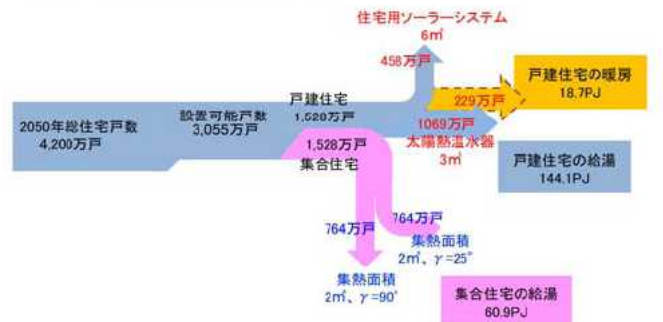 住宅用ソーラーシステム
6㎡
458万戸
戸建住宅の暖房
18.7PJ
229万戸
戸建住宅
1,528万戸
設置可能戸数
3,055万戸
2050年総住宅戸数
4,200万戸
1069万戸
太陽熱温水器
3㎡
1,528万戸
集合住宅
戸建住宅の給湯
144.1PJ
764万戸
764万戸
集熱面積
2㎡、γ=25°
集熱面積
2㎡、γ=90°
集合住宅の給湯
60.9PJ